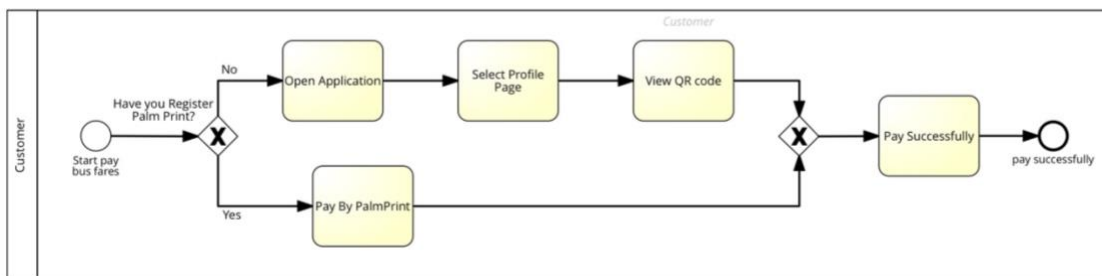 Customer
Customer
No
Open Application
Select Profile
Page
View QR code
Have you Register
Palm Print?
X
X
Start pay
bus fares
Pay Successfully
pay successfully
Yes
Pay By PalmPrint